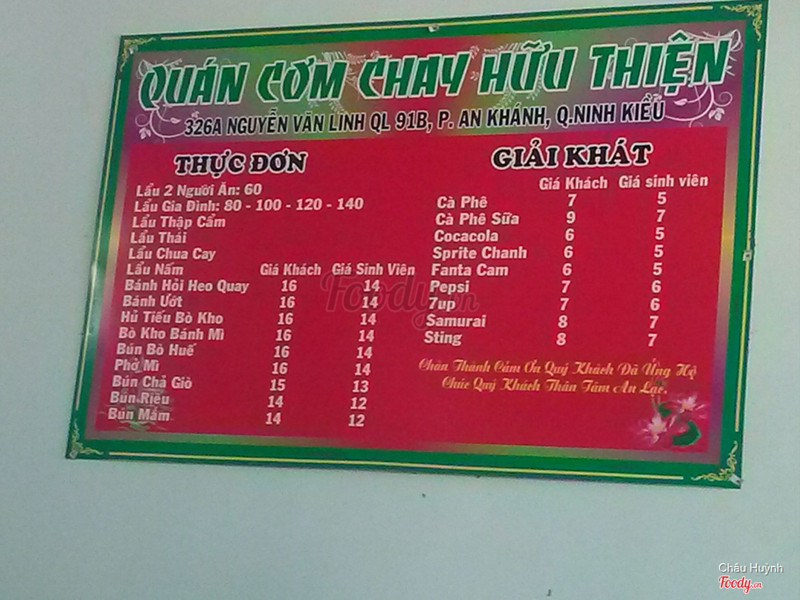 QUÁN CƠM CHAY HỮU THIỆN
326A NGUYỄN VĂN LINH QL 91B, P. AN KHÁNH, Q.NINH KIỀU
THỰC ĐƠN
Lẩu 2 Người Ăn: 60
Lẩu Gia Đình: 80 - 100 - 120 - 140
Lẩu Thập Cẩm
Lẩu Thái
Lẩu Chua Cay
Lẩu Nấm Giá Khách Giá Sinh Viên
Bánh Hỏi Heo Quay 16 14
Bánh Ướt 16 14
Hủ Tiếu Bò Kho 16 14
Bò Kho Bánh Mì 16 14
Bún Bò Huế 16 14
Phở Mì 16 14
Bún Chả Giò 15 13
Bún Riêu 14 12
Bún Mắm 14 12
GIẢI KHÁT
Giá Khách Giá sinh viên
Cà Phê 7 5
Cà Phê Sữa 9 7
Cocacola 6 5
Sprite Chanh 6 5
Fanta Cam 6 5
Pepsi 7 6
7up 7 6
Samurai 8 7
Sting 8 7
Chân Thành Cảm Ơn Quý Khách Đã Ủng Hộ
Chúc Quý Khách Thân Tâm An Lạc.
Foody.vn
Châu Huỳnh
Foody.vn